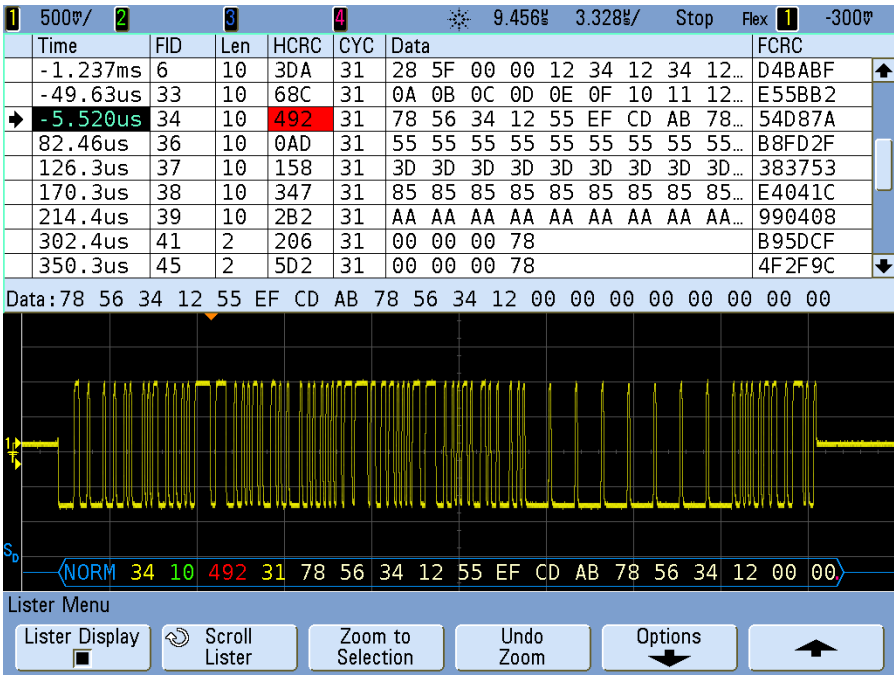 1 500mV/ 2 3 4 9.456µs 3.328µs/ Stop Flex 1 -300mV
Time FID Len HCRC CYC Data FCRC
-1.237ms 6 10 3DA 31 28 5F 00 00 12 34 12 34 12… D4BABF
-49.63us 33 10 68C 31 0A 0B 0C 0D 0E 0F 10 11 12… E55BB2
-5.520us 34 10 492 31 78 56 34 12 55 EF CD AB 78… 54D87A
82.46us 36 10 0AD 31 55 55 55 55 55 55 55 55 55… B8FD2F
126.3us 37 10 158 31 3D 3D 3D 3D 3D 3D 3D 3D 3D… 383753
170.3us 38 10 347 31 85 85 85 85 85 85 85 85 85… E4041C
214.4us 39 10 2B2 31 AA AA AA AA AA AA AA AA AA… 990408
302.4us 41 2 206 31 00 00 00 78 B95DCF
350.3us 45 2 5D2 31 00 00 00 78 4F2F9C
Data:78 56 34 12 55 EF CD AB 78 56 34 12 00 00 00 00 00 00 00 00
1
SD
NORM 34 10 492 31 78 56 34 12 55 EF CD AB 78 56 34 12 00 00.
Lister Menu
Lister Display
Scroll Lister
Zoom to Selection
Undo Zoom
Options